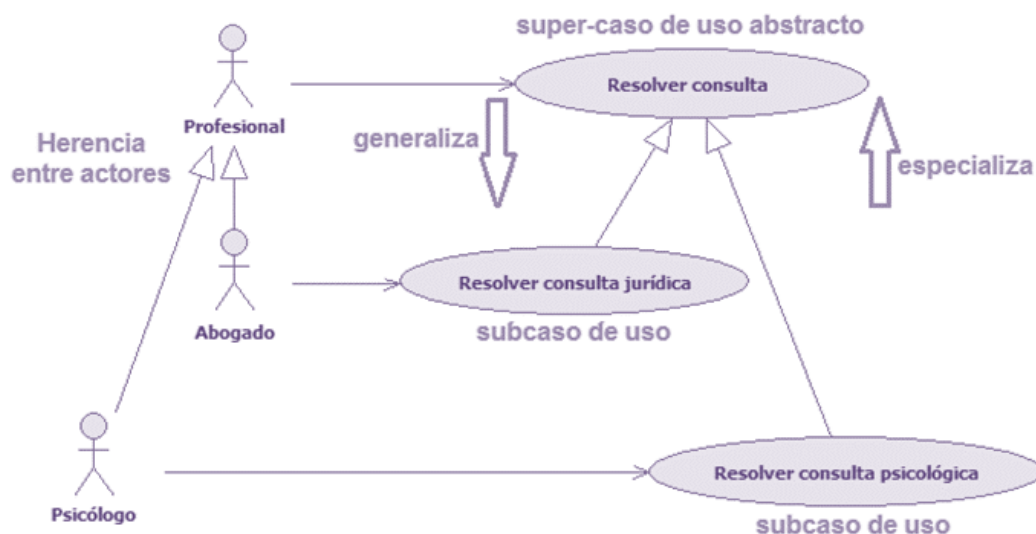 super-caso de uso abstracto
Resolver consulta
Profesional
generaliza
especializa
Herencia
entre actores
Resolver consulta jurídica
subcaso de uso
Abogado
Resolver consulta psicológica
subcaso de uso
Psicólogo